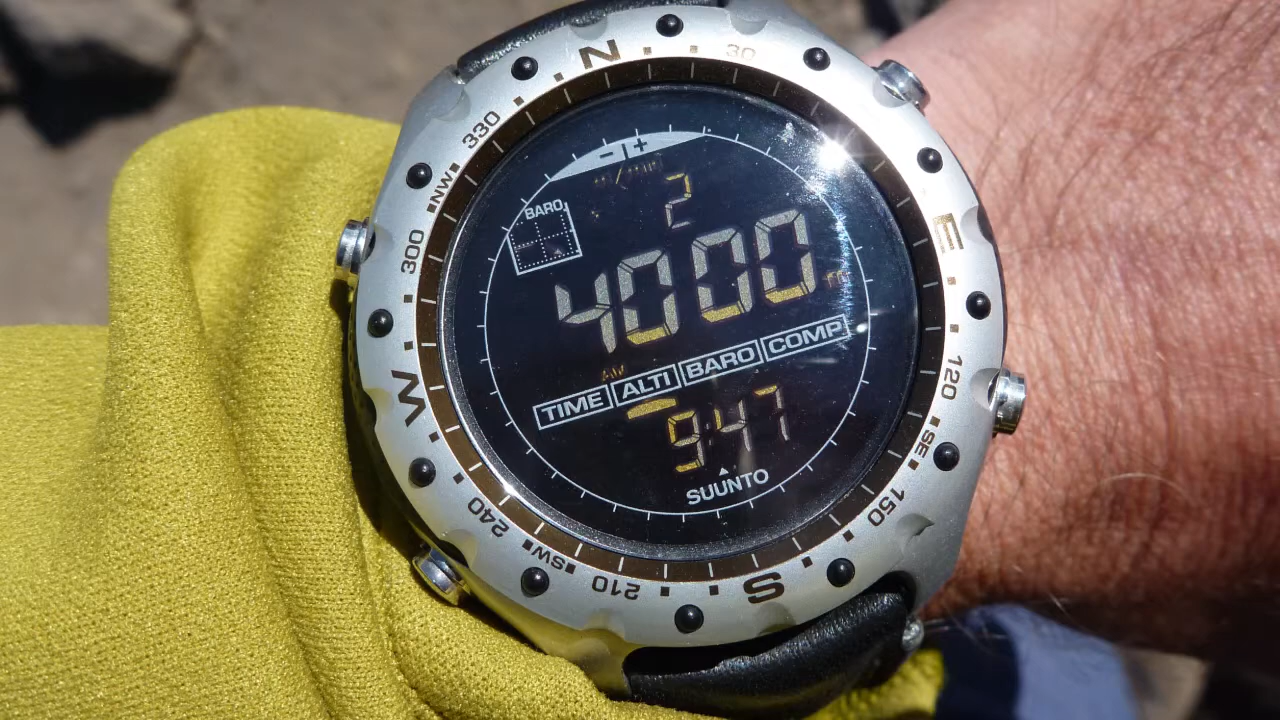 N
30
E
120
SE
150
S
210
SW
240
W
300
NW
330
- +
m/min
2
BARO
4000
m
AM
TIME ALTI BARO COMP
9:47
SUUNTO